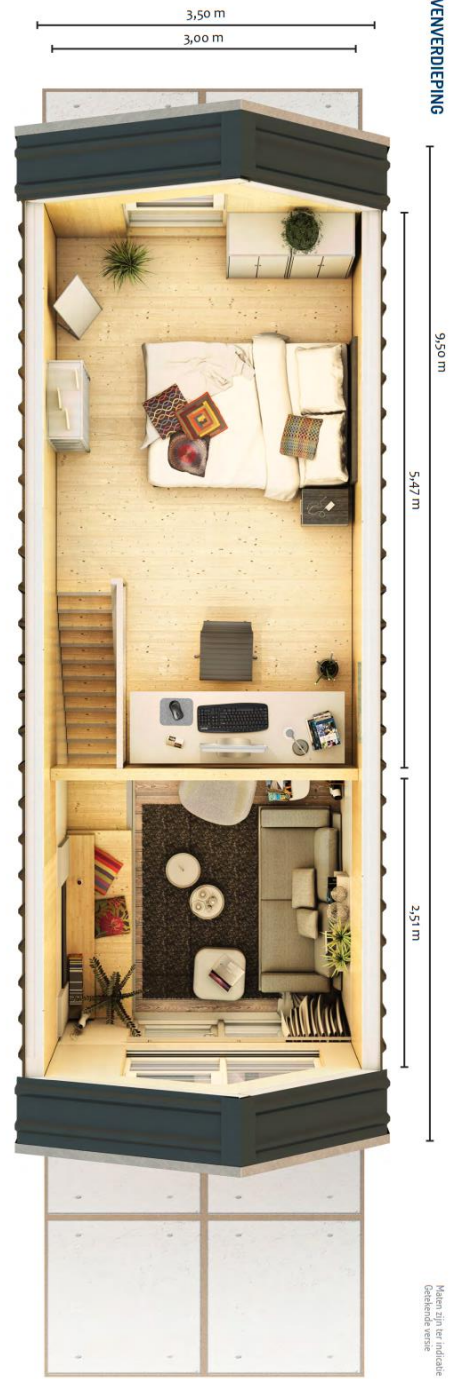 3,50 m
3,00 m
VENVERDIEPING
9,50 m
5,47 m
2,51 m
Maten zijn ter indicatie
Getekende versie